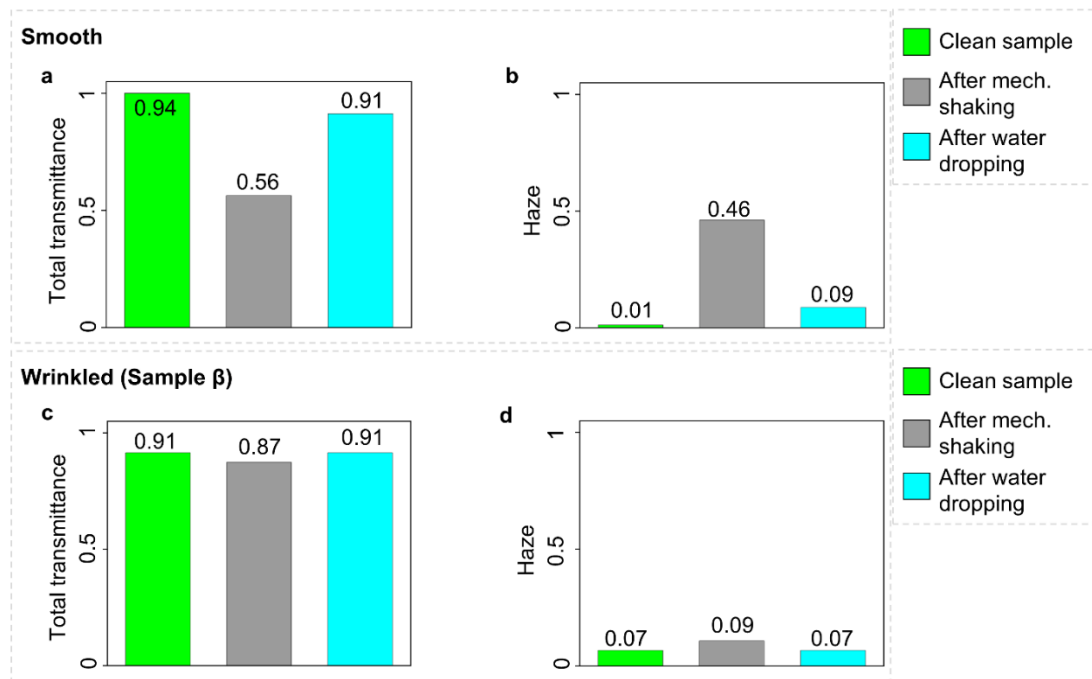 Smooth
a
Total transmittance
1
0.5
0
0.94
0.56
0.91
b
Haze
1
0.5
0
0.01
0.46
0.09
Clean sample
After mech.
shaking
After water
dropping
Wrinkled (Sample β)
c
Total transmittance
1
0.5
0
0.91
0.87
0.91
d
Haze
1
0.5
0
0.07
0.09
0.07
Clean sample
After mech.
shaking
After water
dropping